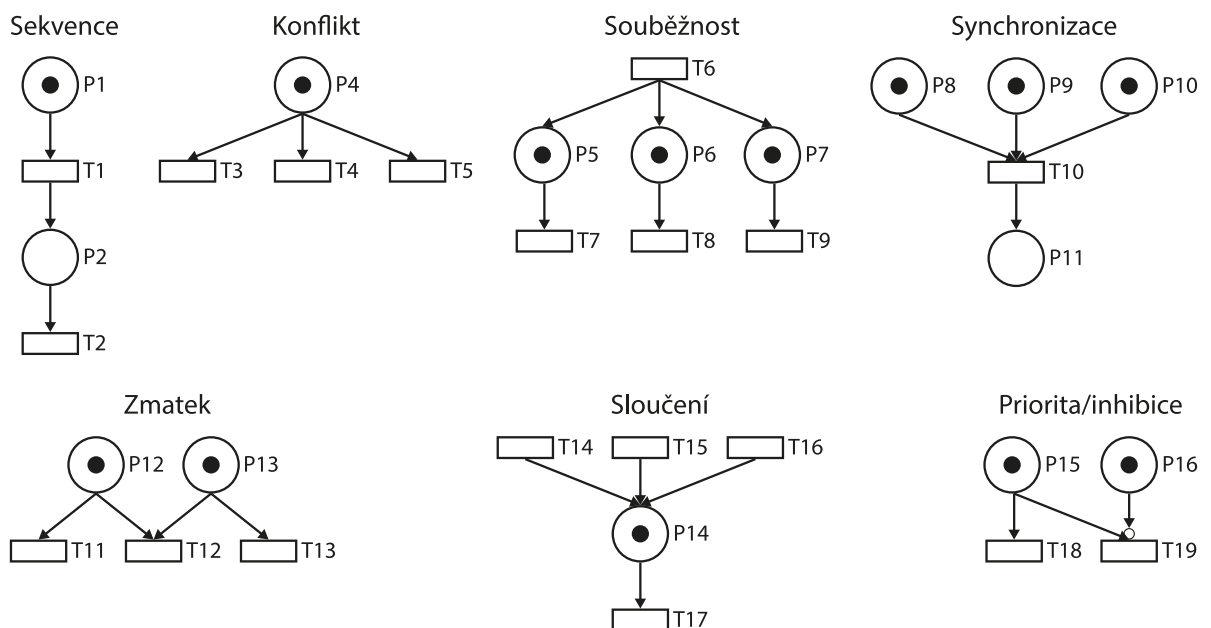 Sekvence
Konflikt
Souběžnost
Synchronizace
P1
P4
T6
P8
P9
P10
T1
T3
T4
T5
P5
P6
P7
T10
P2
T7
T8
T9
P11
T2
Zmatek
Sloučení
Priorita/inhibice
P12
P13
T14
T15
T16
P15
P16
T11
T12
T13
P14
T18
T19
T17